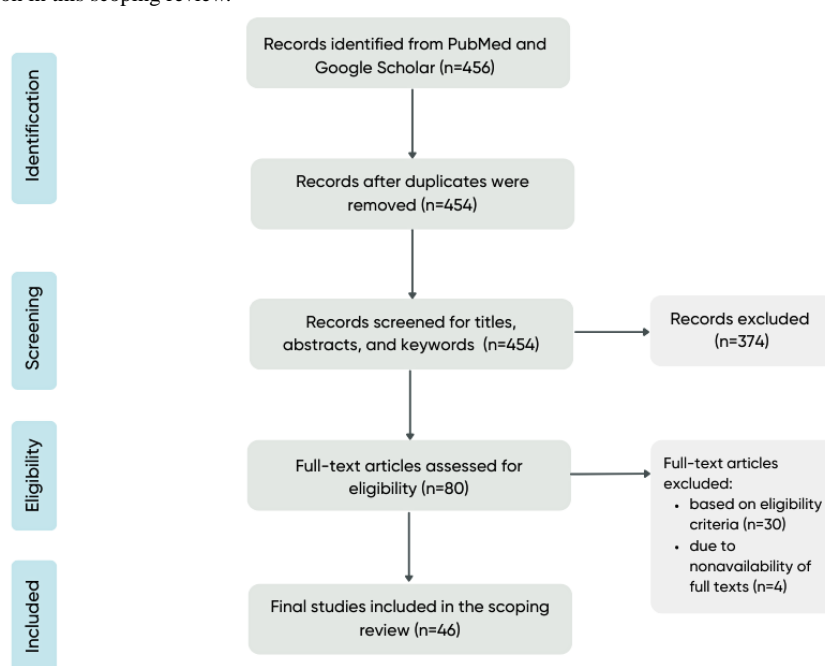 on in this scoping review.
Identification
Records identified from PubMed and
Google Scholar (n=456)
Records after duplicates were
removed (n=454)
Screening
Records screened for titles,
abstracts, and keywords (n=454)
Records excluded
(n=374)
Eligibility
Full-text articles assessed for
eligibility (n=80)
Full-text articles
excluded:
• based on eligibility
criteria (n=30)
• due to
nonavailability of
full texts (n=4)
Included
Final studies included in the scoping
review (n=46)